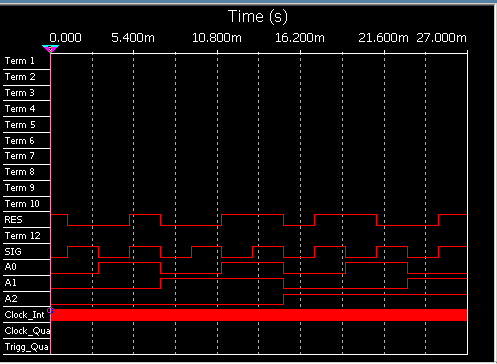 Time (s)
0.000 5.400m 10.800m 16.200m 21.600m 27.000m
Term 1
Term 2
Term 3
Term 4
Term 5
Term 6
Term 7
Term 8
Term 9
Term 10
RES
Term 12
SIG
A0
A1
A2
Clock_Int
Clock_Qua
Trigg_Qua